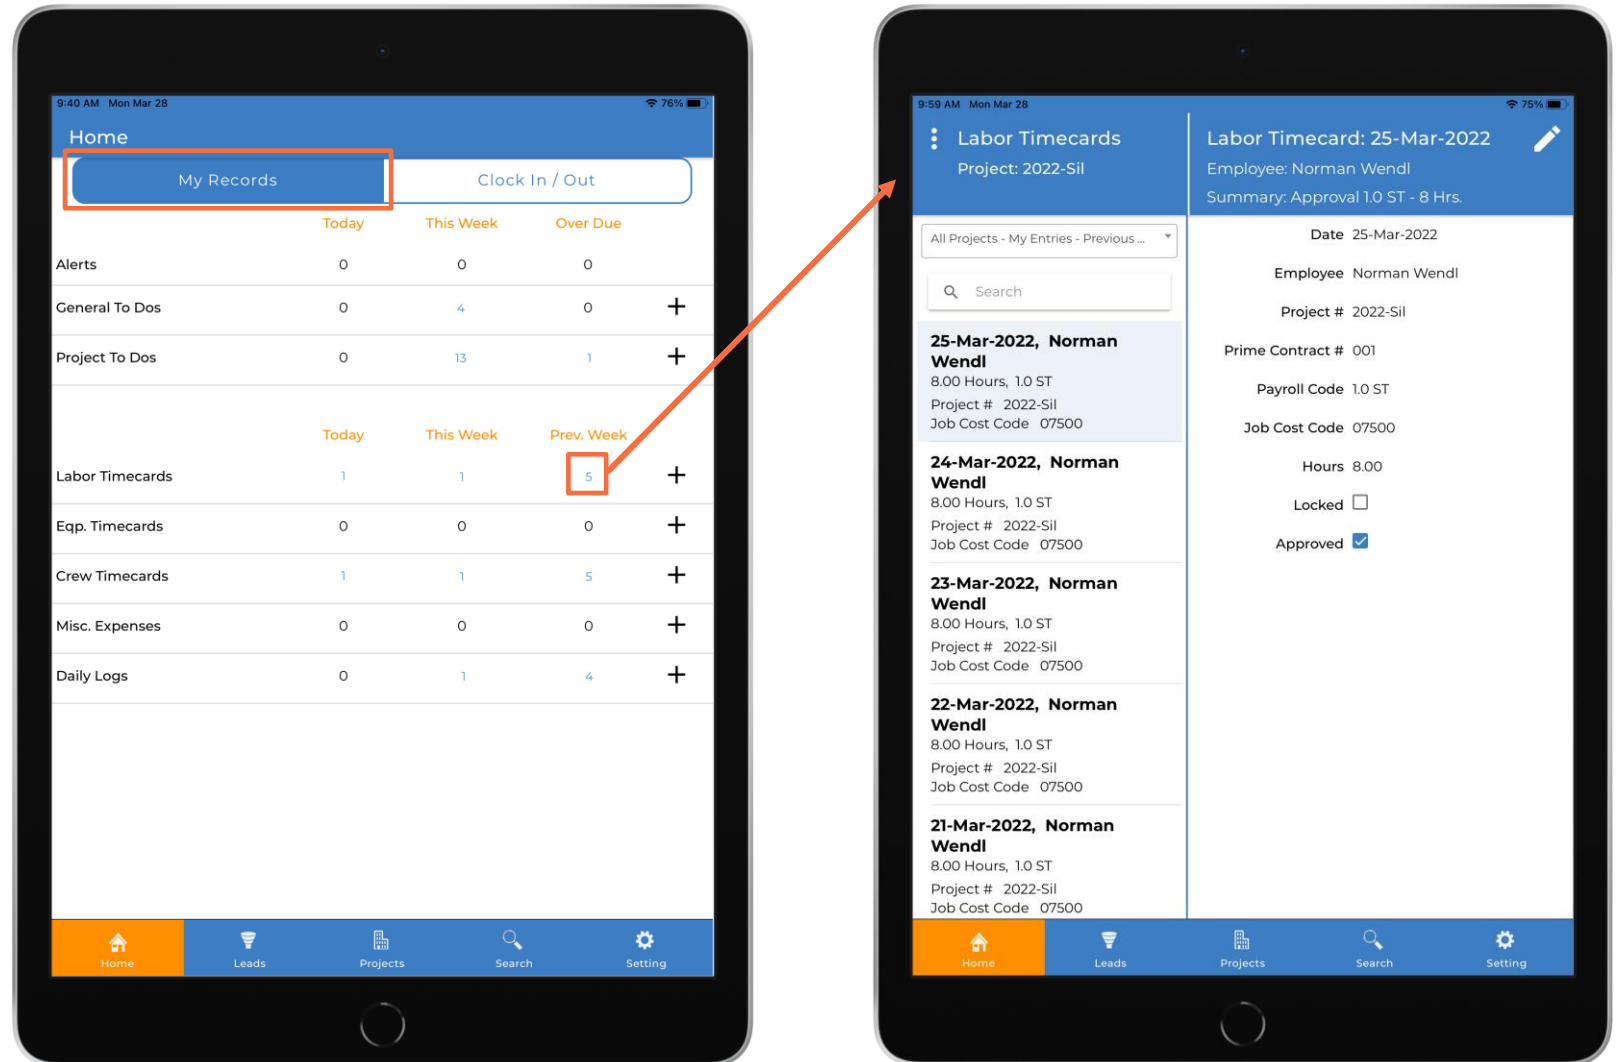 9:40 AM Mon Mar 28 76%
Home
My Records Clock In / Out
Today This Week Over Due
Alerts 0 0 0
General To Dos 0 4 0 +
Project To Dos 0 13 1 +
Today This Week Prev. Week
Labor Timecards 1 1 5 +
Eqp. Timecards 0 0 0 +
Crew Timecards 1 1 5 +
Misc. Expenses 0 0 0 +
Daily Logs 0 1 4 +
Home Leads Projects Search Setting
9:59 AM Mon Mar 28 75%
Labor Timecards
Project: 2022-Sil
All Projects - My Entries - Previous ...
Search
25-Mar-2022, Norman
Wendl
8.00 Hours, 1.0 ST
Project # 2022-Sil
Job Cost Code 07500
24-Mar-2022, Norman
Wendl
8.00 Hours, 1.0 ST
Project # 2022-Sil
Job Cost Code 07500
23-Mar-2022, Norman
Wendl
8.00 Hours, 1.0 ST
Project # 2022-Sil
Job Cost Code 07500
22-Mar-2022, Norman
Wendl
8.00 Hours, 1.0 ST
Project # 2022-Sil
Job Cost Code 07500
21-Mar-2022, Norman
Wendl
8.00 Hours, 1.0 ST
Project # 2022-Sil
Job Cost Code 07500
Labor Timecard: 25-Mar-2022
Employee: Norman Wendl
Summary: Approval 1.0 ST - 8 Hrs.
Date 25-Mar-2022
Employee Norman Wendl
Project # 2022-Sil
Prime Contract # 001
Payroll Code 1.0 ST
Job Cost Code 07500
Hours 8.00
Locked
Approved
Home Leads Projects Search Setting